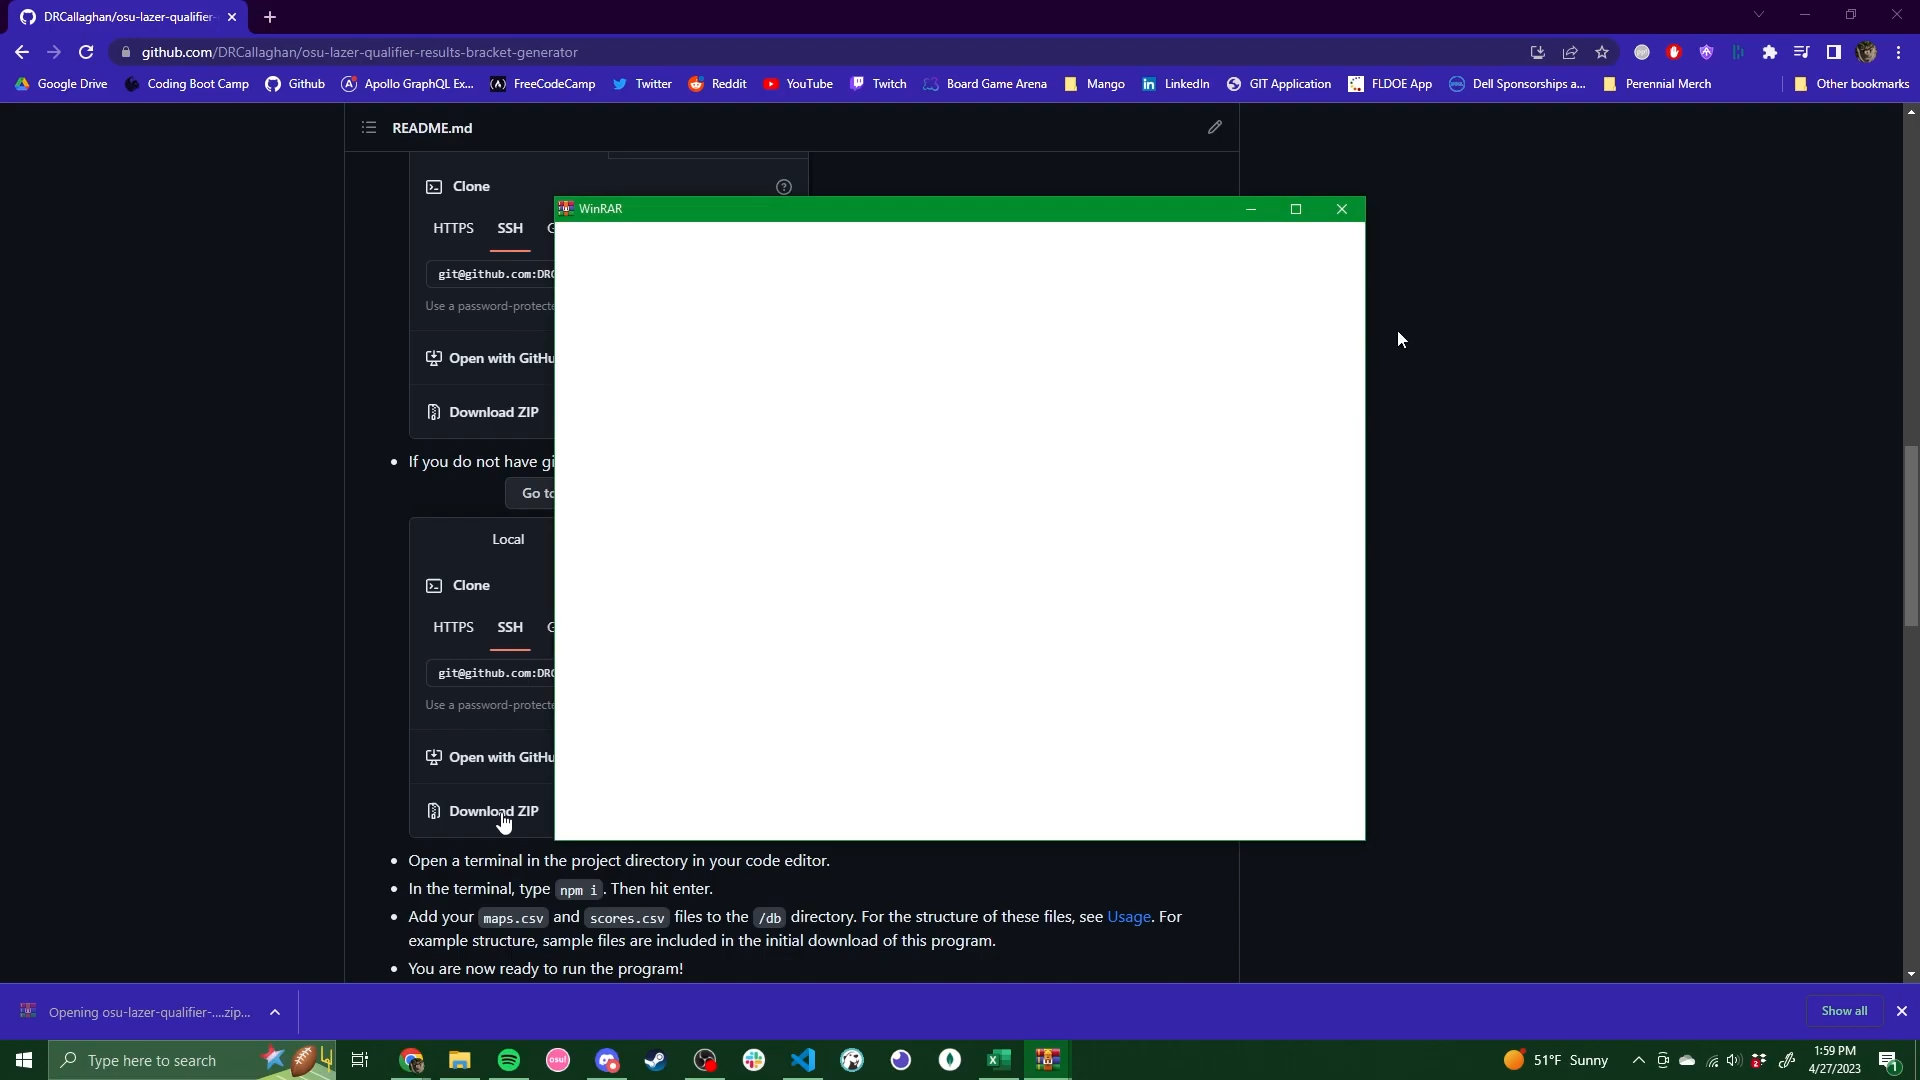 DRCallaghan/osu-lazer-qualifier-
github.com/DRCallaghan/osu-lazer-qualifier-results-bracket-generator
Google Drive Coding Boot Camp Github Apollo GraphQL Ex... FreeCodeCamp Twitter Reddit YouTube Twitch Board Game Arena Mango LinkedIn GIT Application FLDOE App Dell Sponsorships a... Perennial Merch Other bookmarks
README.md
Clone
WinRAR
HTTPS SSH G
git@github.com:DRC
Use a password-protecte
Open with GitHu
Download ZIP
If you do not have gi
Go to
Local
Clone
HTTPS SSH G
git@github.com:DRC
Use a password-protecte
Open with GitHu
Download ZIP
Open a terminal in the project directory in your code editor.
In the terminal, type npm i. Then hit enter.
Add your maps.csv and scores.csv files to the /db directory. For the structure of these files, see Usage. For
example structure, sample files are included in the initial download of this program.
You are now ready to run the program!
Opening osu-lazer-qualifier-....zip...
Show all
Type here to search
osu!
51°F Sunny
1:59 PM
4/27/2023
1